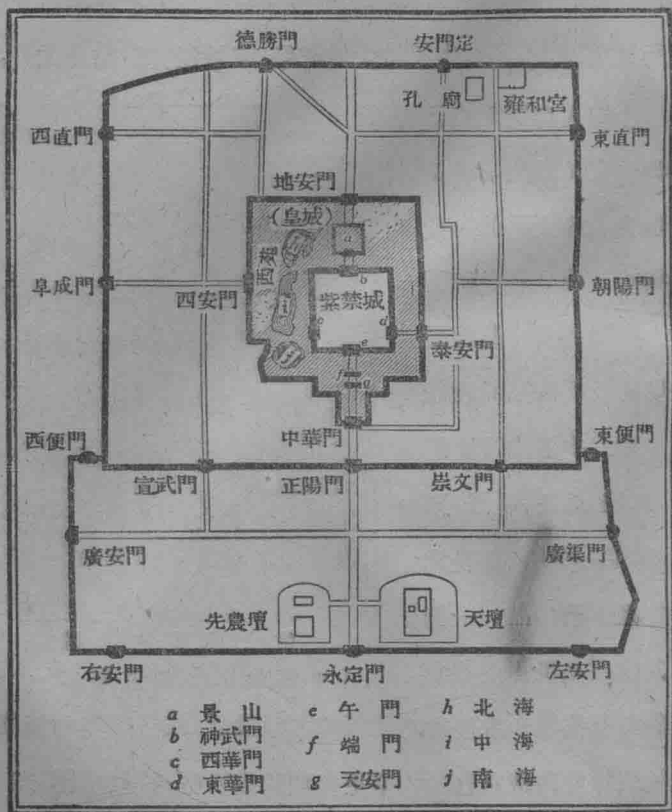 德勝門 安門定
孔廟 雍和宮
西直門 東直門
地安門
(皇城)
a
h
西苑
b
阜成門 西安門 i 紫禁城 朝陽門
c d
泰安門
e
j
f
g
中華門
西便門 東便門
宣武門 正陽門 崇文門
廣安門 廣渠門
先農壇 天壇
右安門 永定門 左安門
a 景山 e 午門 h 北海
b 神武門 f 端門 i 中海
c 西華門
d 東華門 g 天安門 j 南海